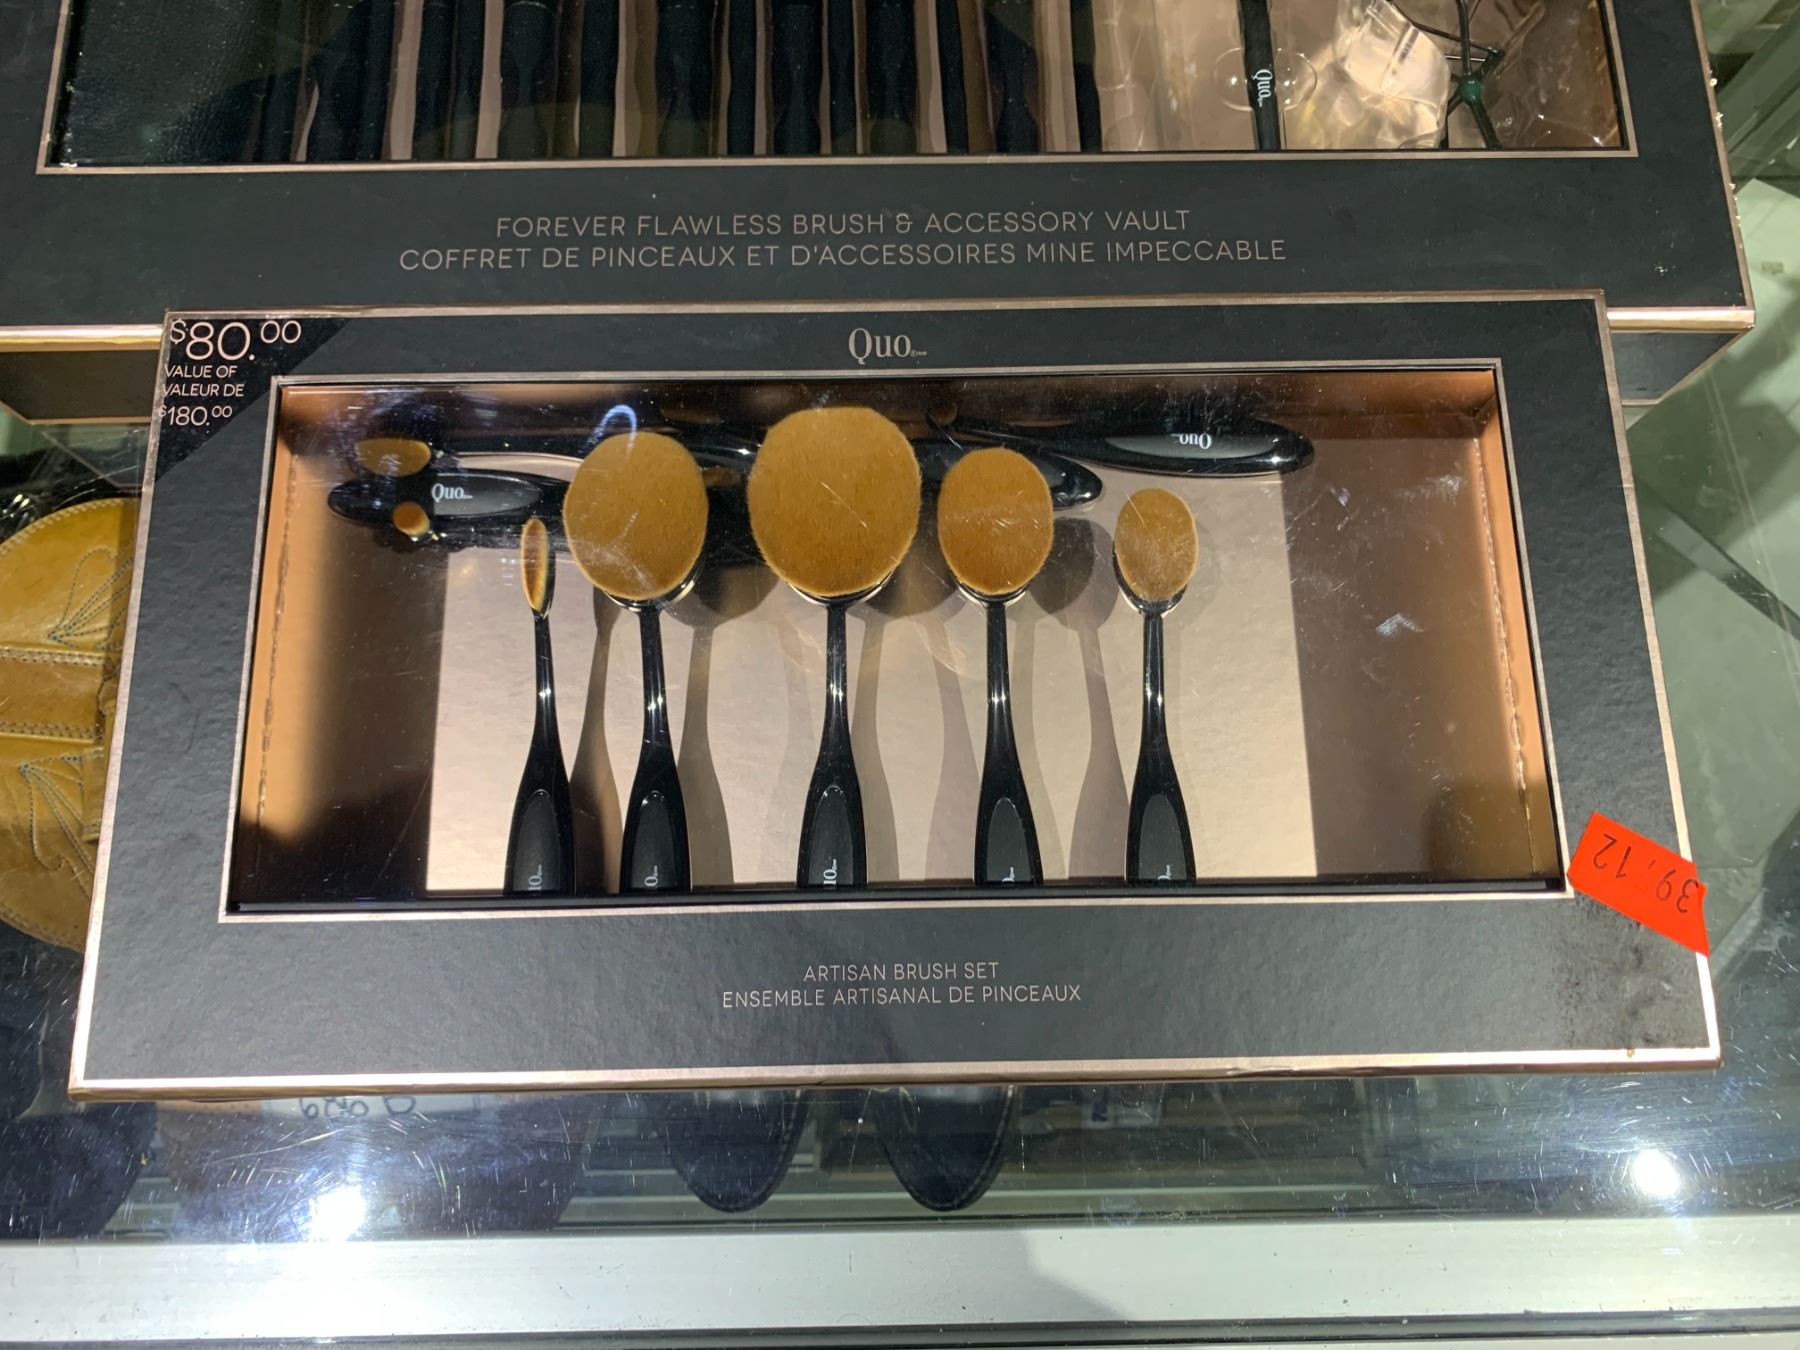 Quo
FOREVER FLAWLESS BRUSH & ACCESSORY VAULT
COFFRET DE PINCEAUX ET D'ACCESSOIRES MINE IMPECCABLE
$80.00
VALUE OF
VALEUR DE
$180.00
Quo
Quo
Quo
39,12
ARTISAN BRUSH SET
ENSEMBLE ARTISANAL DE PINCEAUX